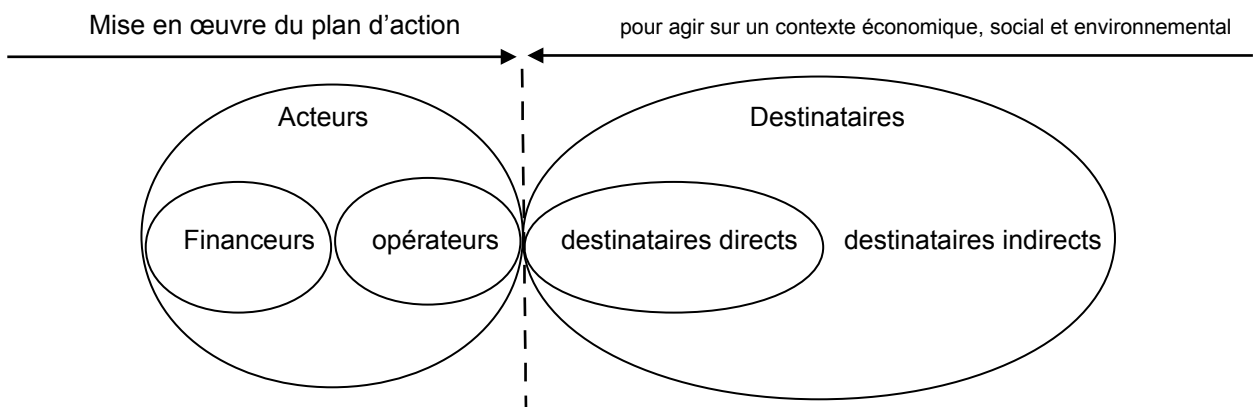 Mise en œuvre du plan d’action
pour agir sur un contexte économique, social et environnemental
Acteurs
Destinataires
Financeurs
opérateurs
destinataires directs
destinataires indirects